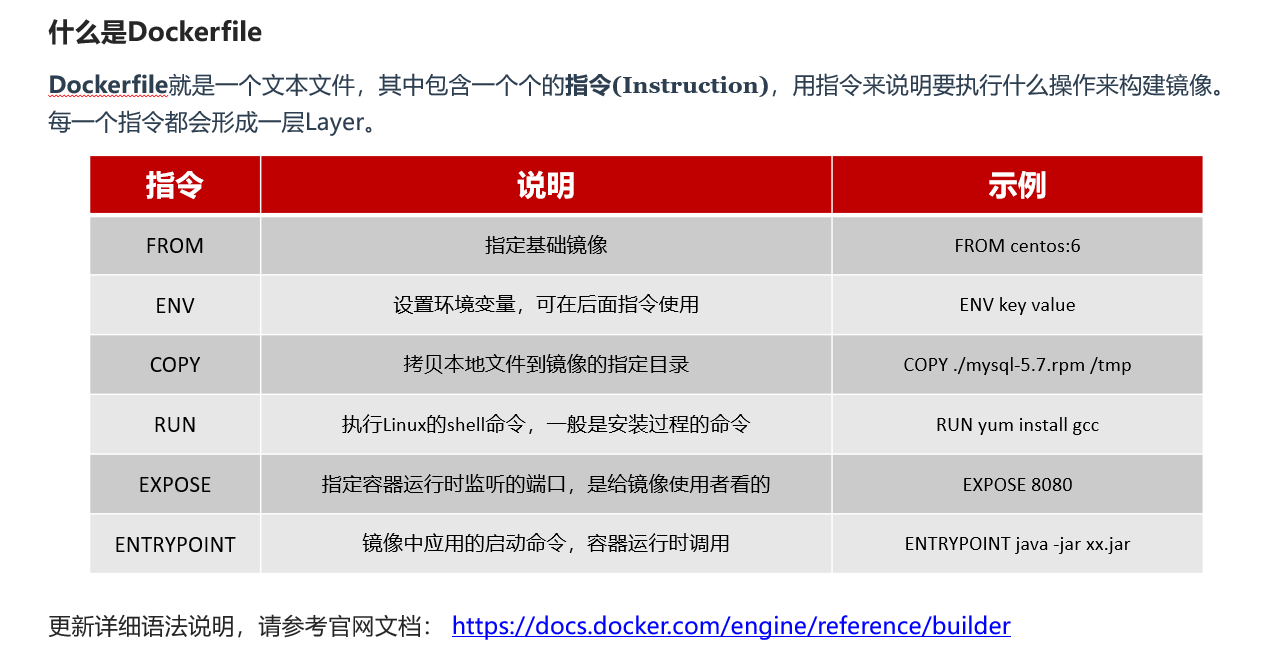 什么是Dockerfile
Dockerfile就是一个文本文件，其中包含一个个的指令(Instruction)，用指令来说明要执行什么操作来构建镜像。
每一个指令都会形成一层Layer。
指令 说明 示例
FROM 指定基础镜像 FROM centos:6
ENV 设置环境变量，可在后面指令使用 ENV key value
COPY 拷贝本地文件到镜像的指定目录 COPY ./mysql-5.7.rpm /tmp
RUN 执行Linux的shell命令，一般是安装过程的命令 RUN yum install gcc
EXPOSE 指定容器运行时监听的端口，是给镜像使用者看的 EXPOSE 8080
ENTRYPOINT 镜像中应用的启动命令，容器运行时调用 ENTRYPOINT java -jar xx.jar
更新详细语法说明，请参考官网文档： https://docs.docker.com/engine/reference/builder